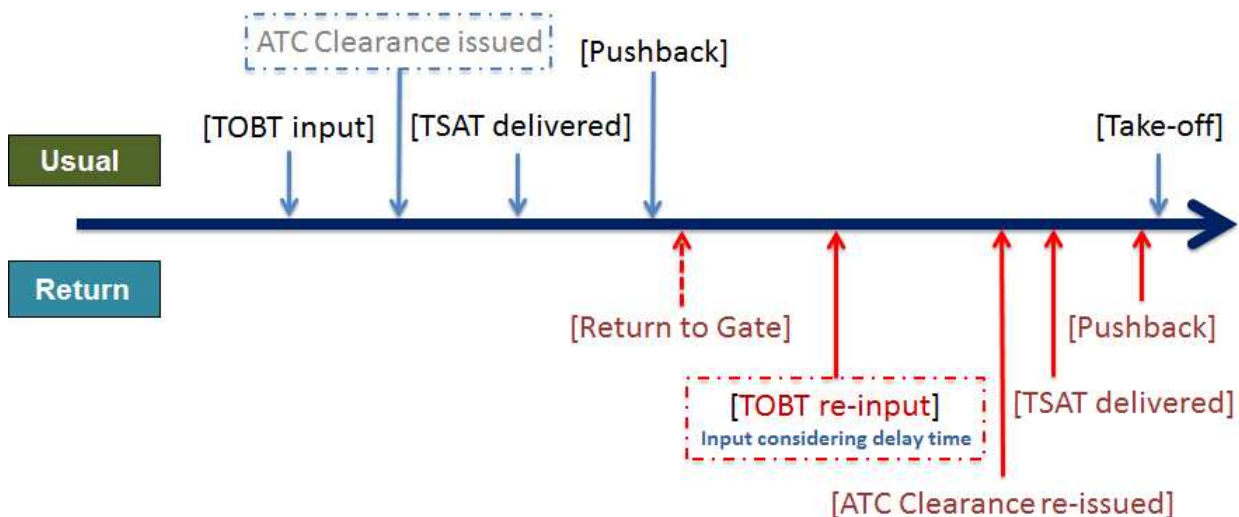 ATC Clearance issued
[Pushback]
[TOBT input]
[TSAT delivered]
[Take-off]
Usual
Return
[Return to Gate]
[Pushback]
[TOBT re-input]
Input considering delay time
[TSAT delivered]
[ATC Clearance re-issued]